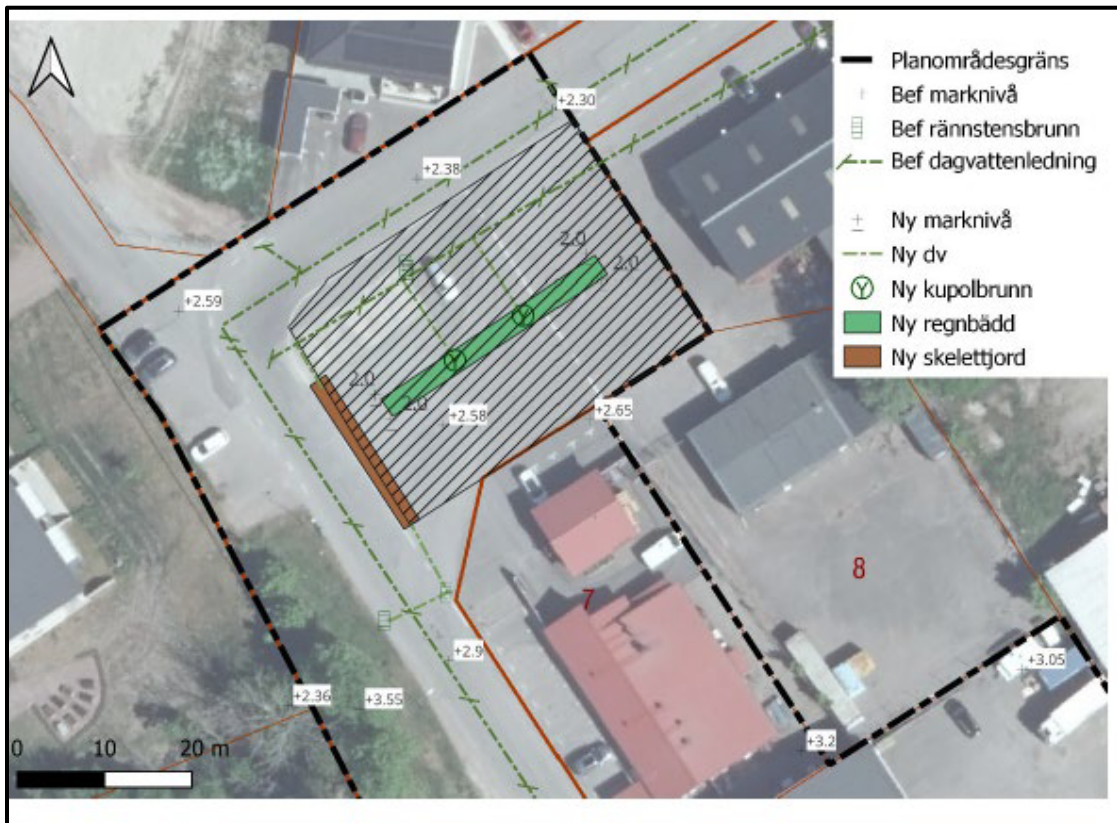 Planområdesgräns
Bef marknivå
Bef rännstensbrunn
Bef dagvattenledning
Ny marknivå
Ny dv
Ny kupolbrunn
Ny regnbädd
Ny skelettjord
+2.30
+2.38
2.0
2.0
+2.59
2.0
2.0
+2.58
+2.65
8
7
+2.9
+3.05
+2.36
+3.55
+3.2
0 10 20 m